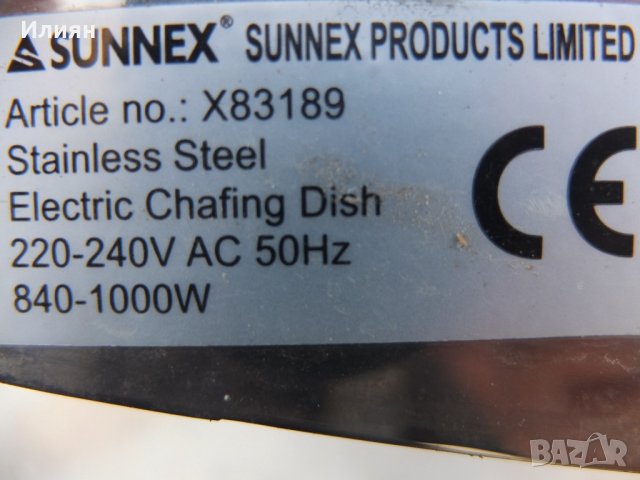 Илиян
SUNNEX® SUNNEX PRODUCTS LIMITED
Article no.: X83189
Stainless Steel
Electric Chafing Dish
220-240V AC 50Hz
840-1000W
CE
BAZAR